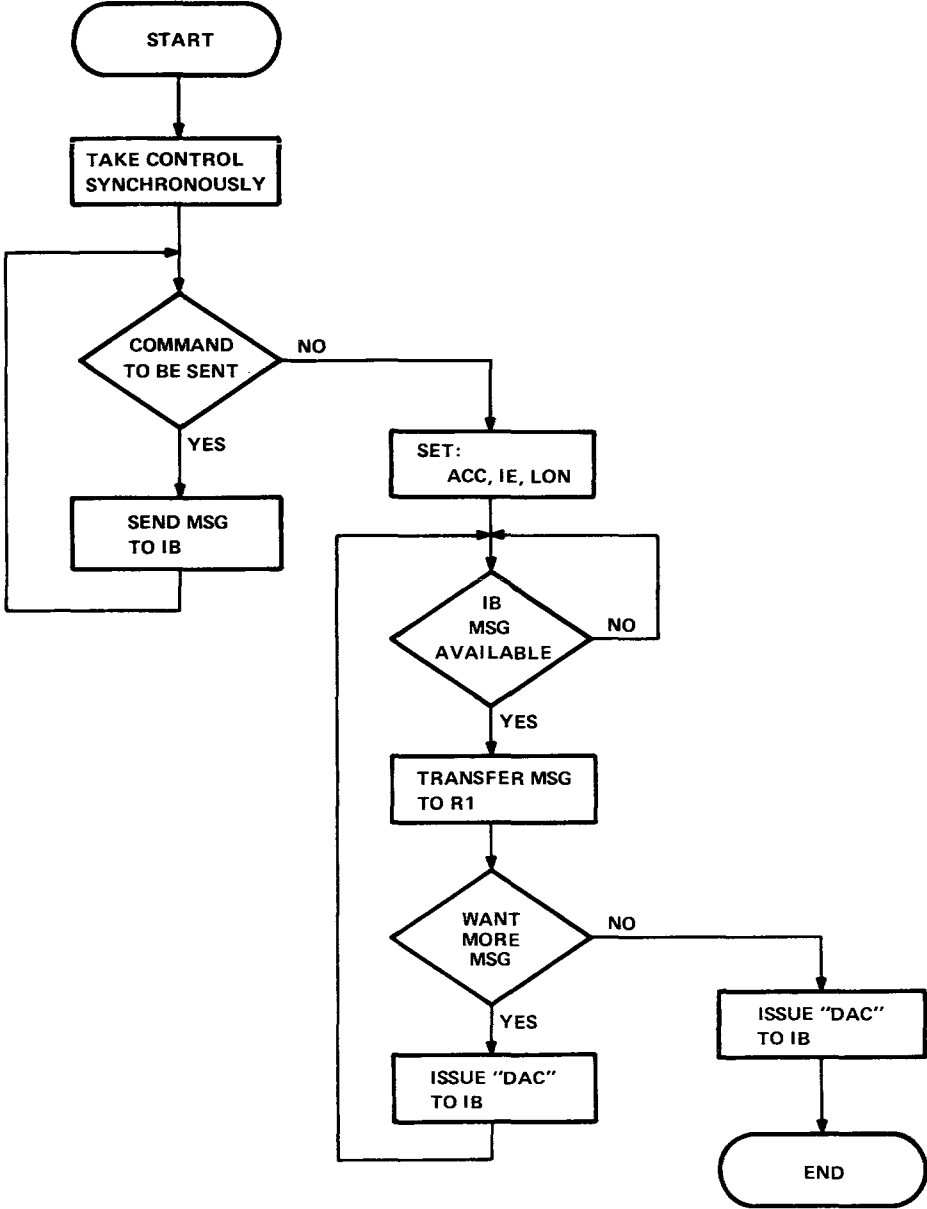 START
TAKE CONTROL
SYNCHRONOUSLY
COMMAND
TO BE SENT
NO
YES
SEND MSG
TO IB
SET:
ACC, IE, LON
IB
MSG
AVAILABLE
NO
YES
TRANSFER MSG
TO R1
WANT
MORE
MSG
NO
YES
ISSUE "DAC"
TO IB
ISSUE "DAC"
TO IB
END